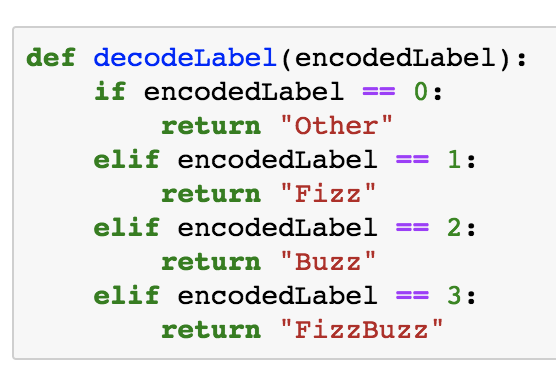 def decodeLabel(encodedLabel):
    if encodedLabel == 0:
        return "Other"
    elif encodedLabel == 1:
        return "Fizz"
    elif encodedLabel == 2:
        return "Buzz"
    elif encodedLabel == 3:
        return "FizzBuzz"